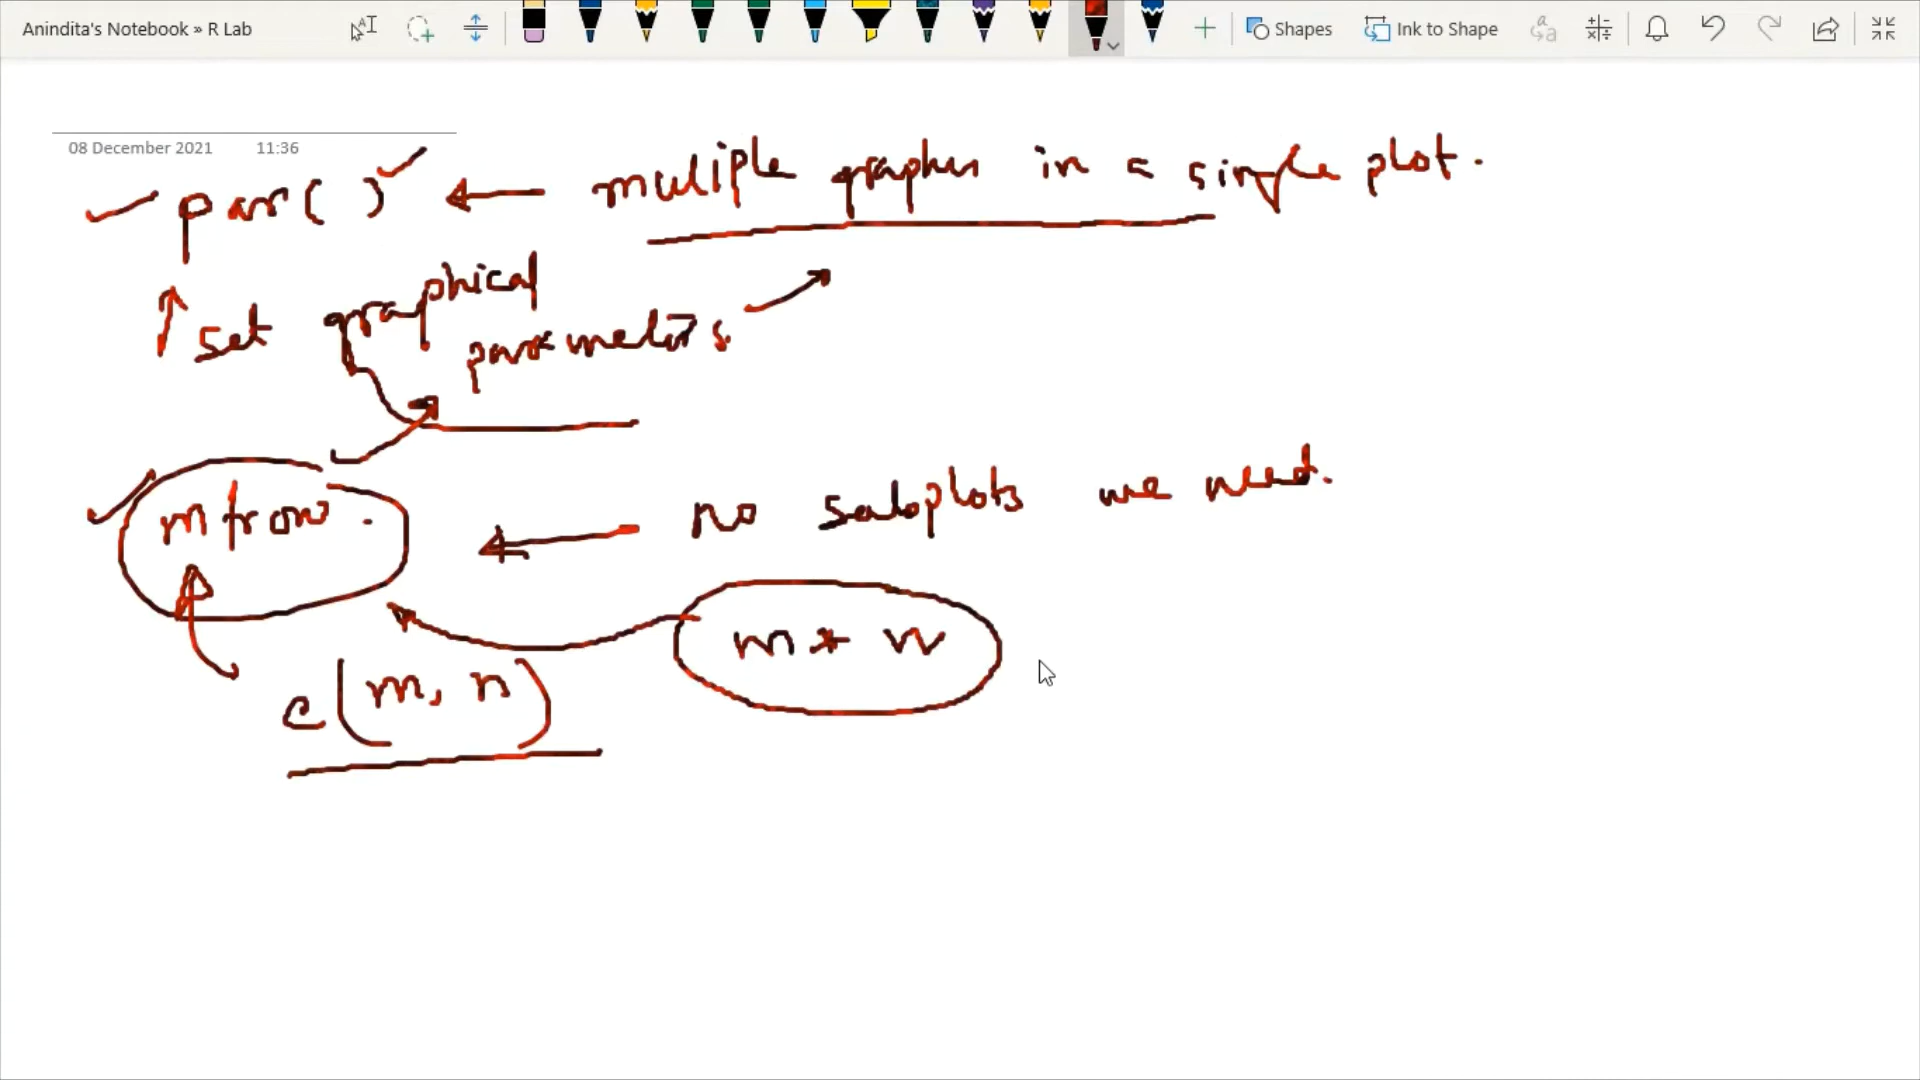 Anindita's Notebook » R Lab
Shapes
Ink to Shape
08 December 2021 11:36
par( ) ← muliple graphs in a single plot.
set graphical
parameters
mfrow. ← no subplots we need.
m * n
c(m, n)